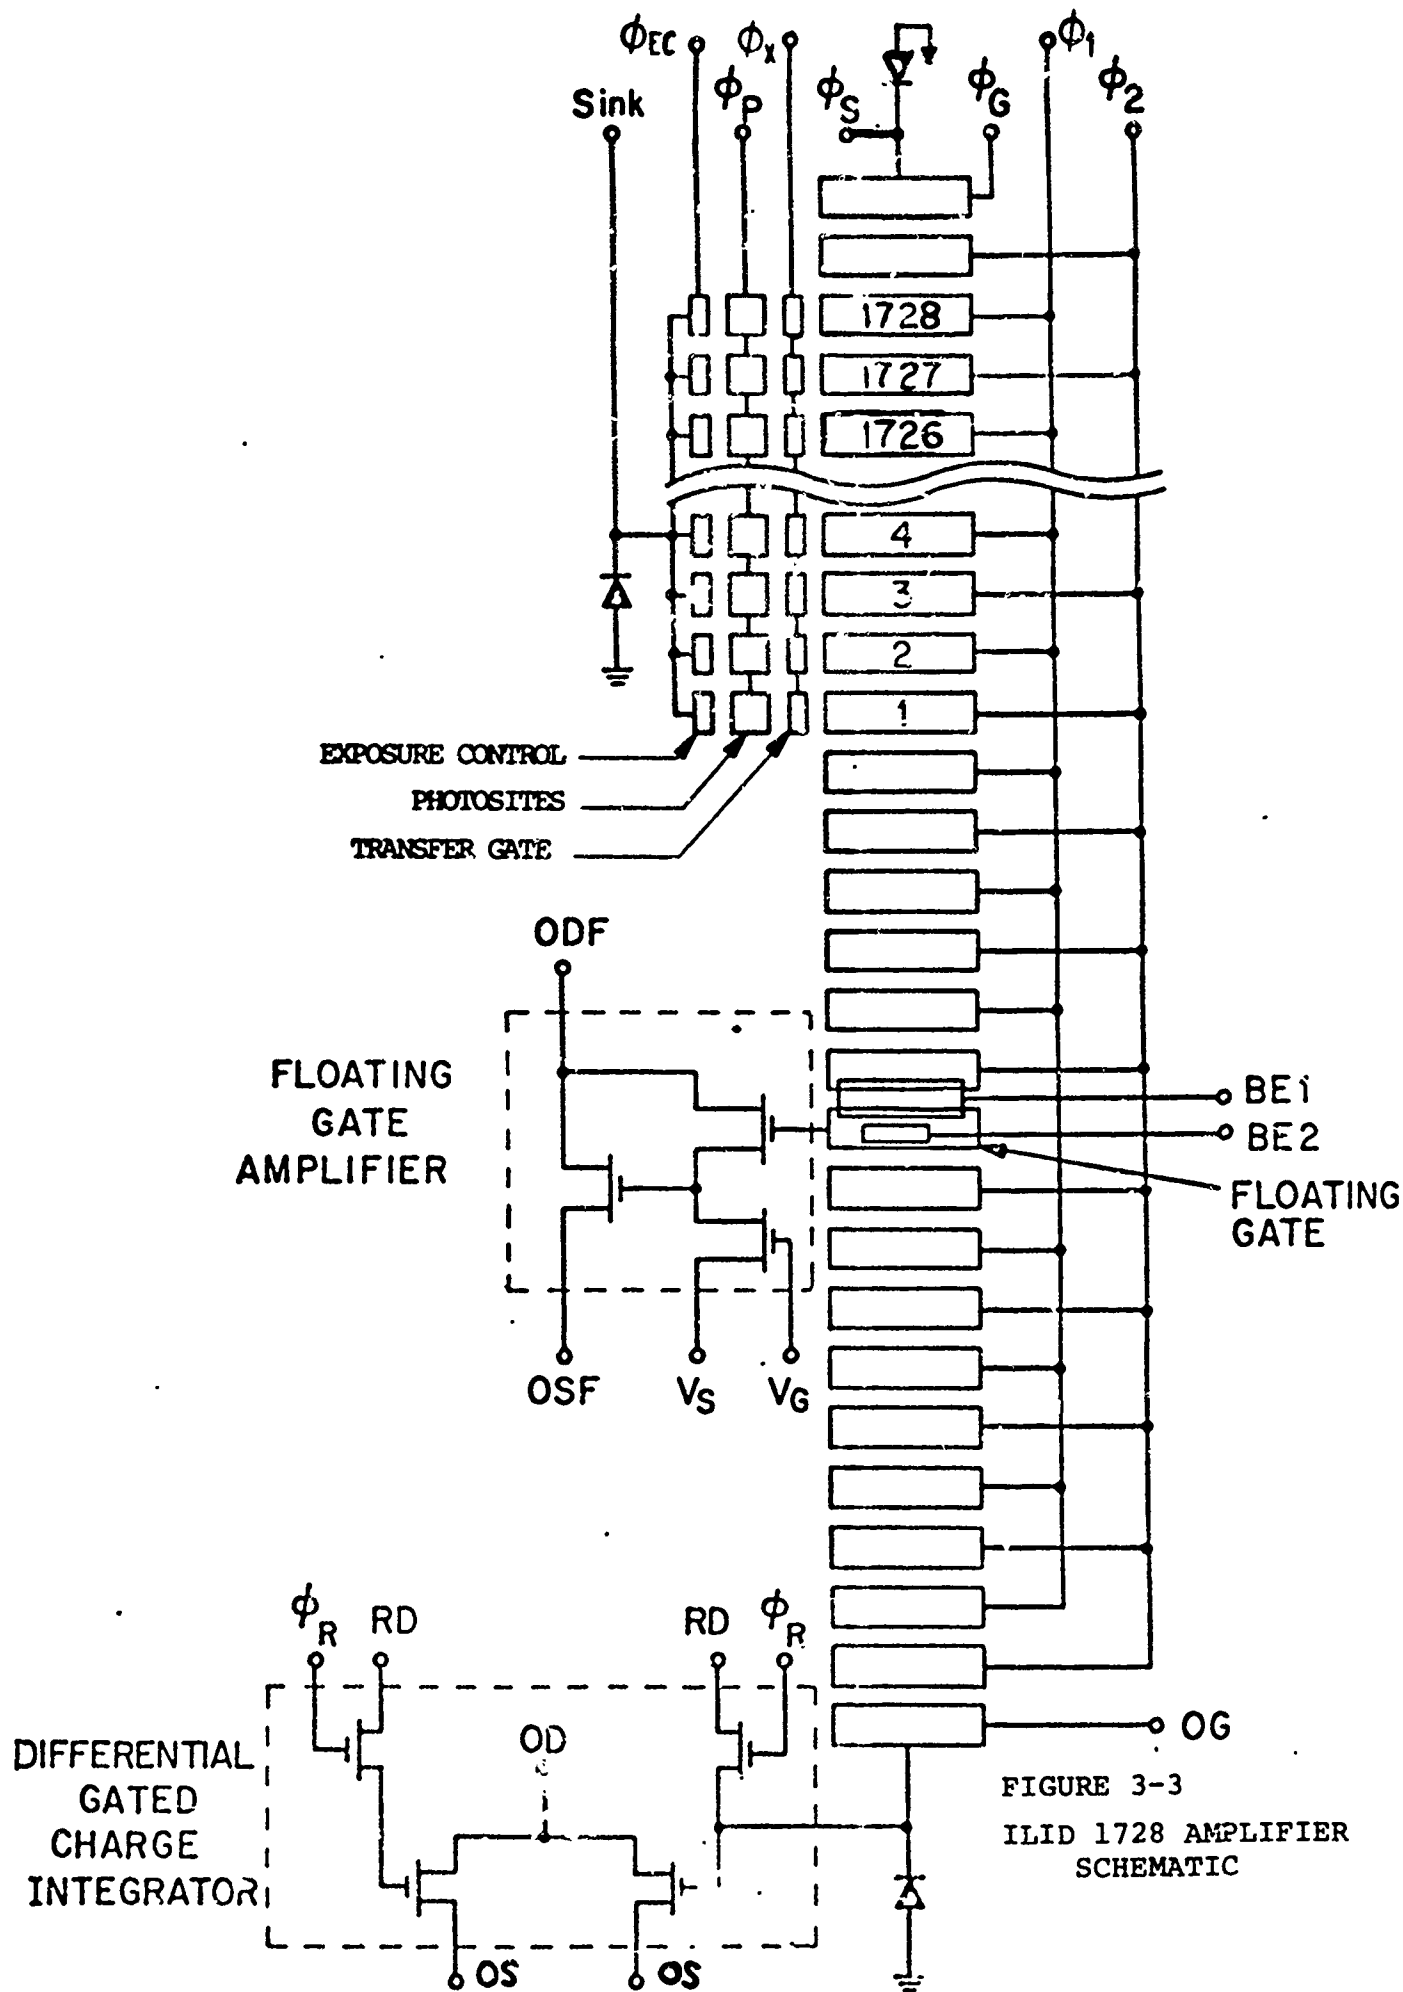 ϕEC
ϕX
ϕ1
Sink
ϕP
ϕS
ϕG
ϕ2
1728
1727
1726
4
3
2
1
EXPOSURE CONTROL
PHOTOSITES
TRANSFER GATE
ODF
FLOATING
GATE
AMPLIFIER
BE1
BE2
FLOATING
GATE
OSF
VS
VG
ϕR
RD
RD
ϕR
OG
DIFFERENTIAL
GATED
CHARGE
INTEGRATOR
OD
OS
OS
FIGURE 3-3
ILID 1728 AMPLIFIER
SCHEMATIC